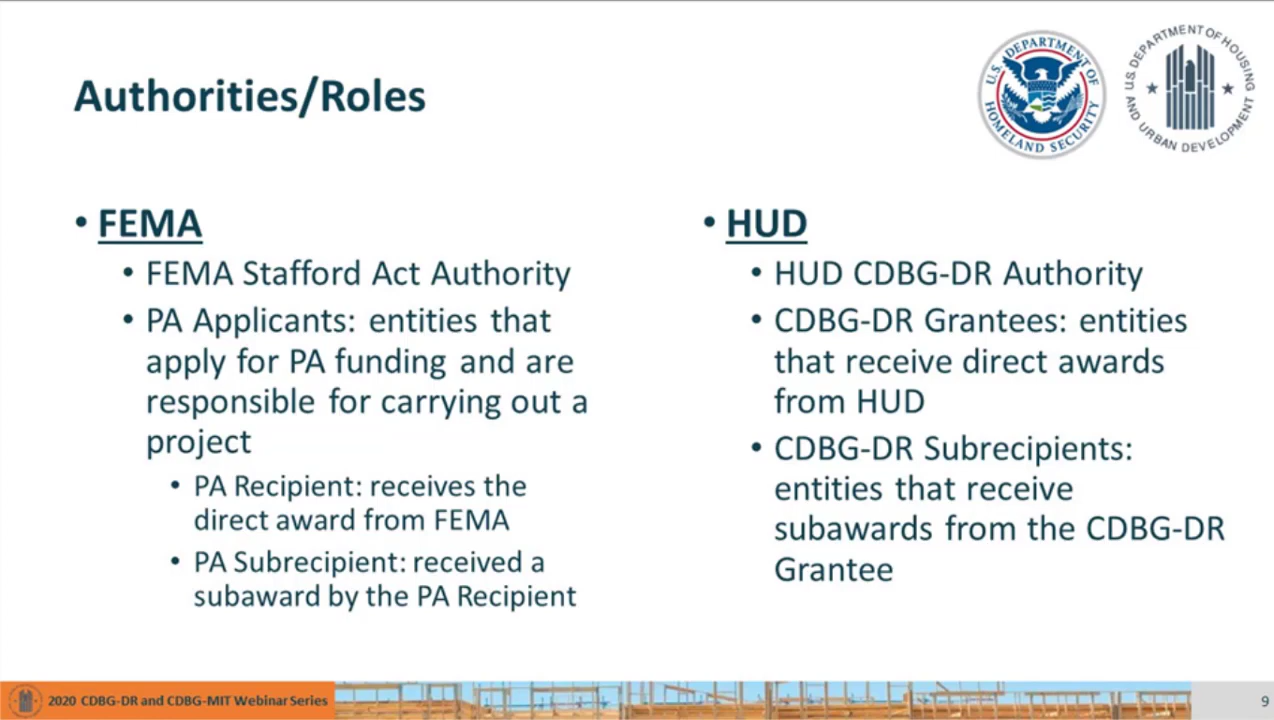 Authorities/Roles
U.S. DEPARTMENT OF
HOMELAND SECURITY
U.S. DEPARTMENT OF HOUSING
AND URBAN DEVELOPMENT
• FEMA
• FEMA Stafford Act Authority
• PA Applicants: entities that
apply for PA funding and are
responsible for carrying out a
project
• PA Recipient: receives the
direct award from FEMA
• PA Subrecipient: received a
subaward by the PA Recipient
• HUD
• HUD CDBG-DR Authority
• CDBG-DR Grantees: entities
that receive direct awards
from HUD
• CDBG-DR Subrecipients:
entities that receive
subawards from the CDBG-DR
Grantee
2020 CDBG-DR and CDBG-MIT Webinar Series
9